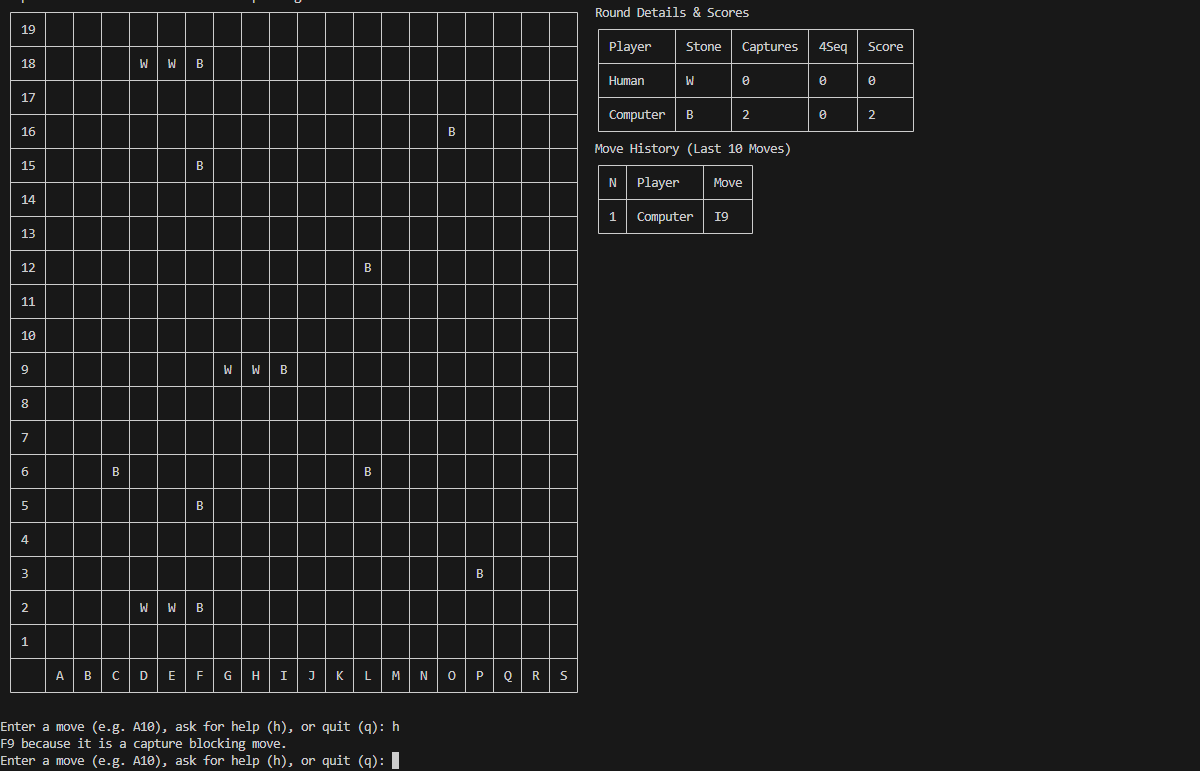 Round Details & Scores
Player Stone Captures 4Seq Score
Human W 0 0 0
Computer B 2 0 2
Move History (Last 10 Moves)
N Player Move
1 Computer I9
19
18 W W B
17
16 B
15 B
14
13
12 B
11
10
9 W W B
8
7
6 B B
5 B
4
3 B
2 W W B
1
A B C D E F G H I J K L M N O P Q R S
Enter a move (e.g. A10), ask for help (h), or quit (q): h
F9 because it is a capture blocking move.
Enter a move (e.g. A10), ask for help (h), or quit (q):